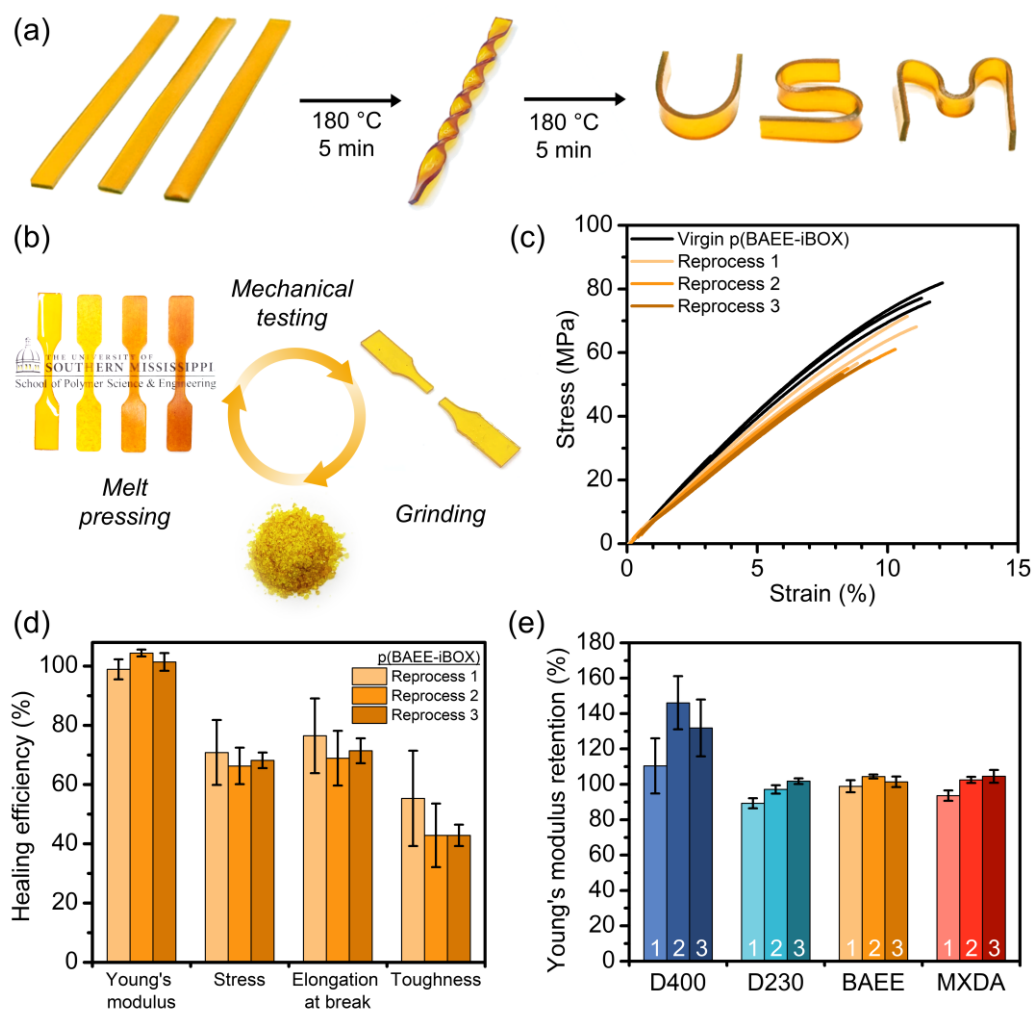 (a)
180 °C
5 min
180 °C
5 min
U S M
(b)
Mechanical
testing
THE UNIVERSITY OF
SOUTHERN MISSISSIPPI
School of Polymer Science & Engineering
Melt
pressing
Grinding
(c)
Virgin p(BAEE-iBOX)
Reprocess 1
Reprocess 2
Reprocess 3
Stress (MPa)
100
80
60
40
20
0
0 5 10 15
Strain (%)
(d)
p(BAEE-iBOX)
Reprocess 1
Reprocess 2
Reprocess 3
Healing efficiency (%)
100
80
60
40
20
0
Young's
modulus
Stress
Elongation
at break
Toughness
(e)
Young's modulus retention (%)
180
160
140
120
100
80
60
40
20
0
1 2 3 1 2 3 1 2 3 1 2 3
D400 D230 BAEE MXDA